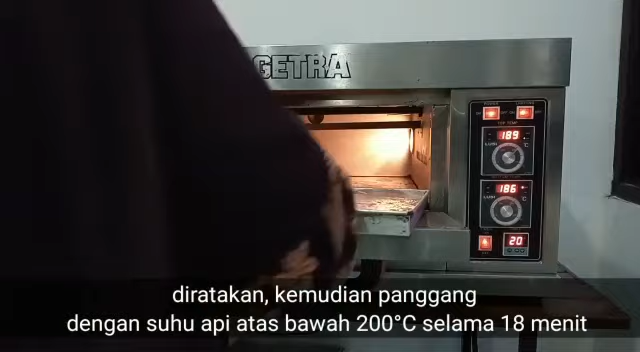 GETRA
189
186
20
diratakan, kemudian panggang
dengan suhu api atas bawah 200°C selama 18 menit